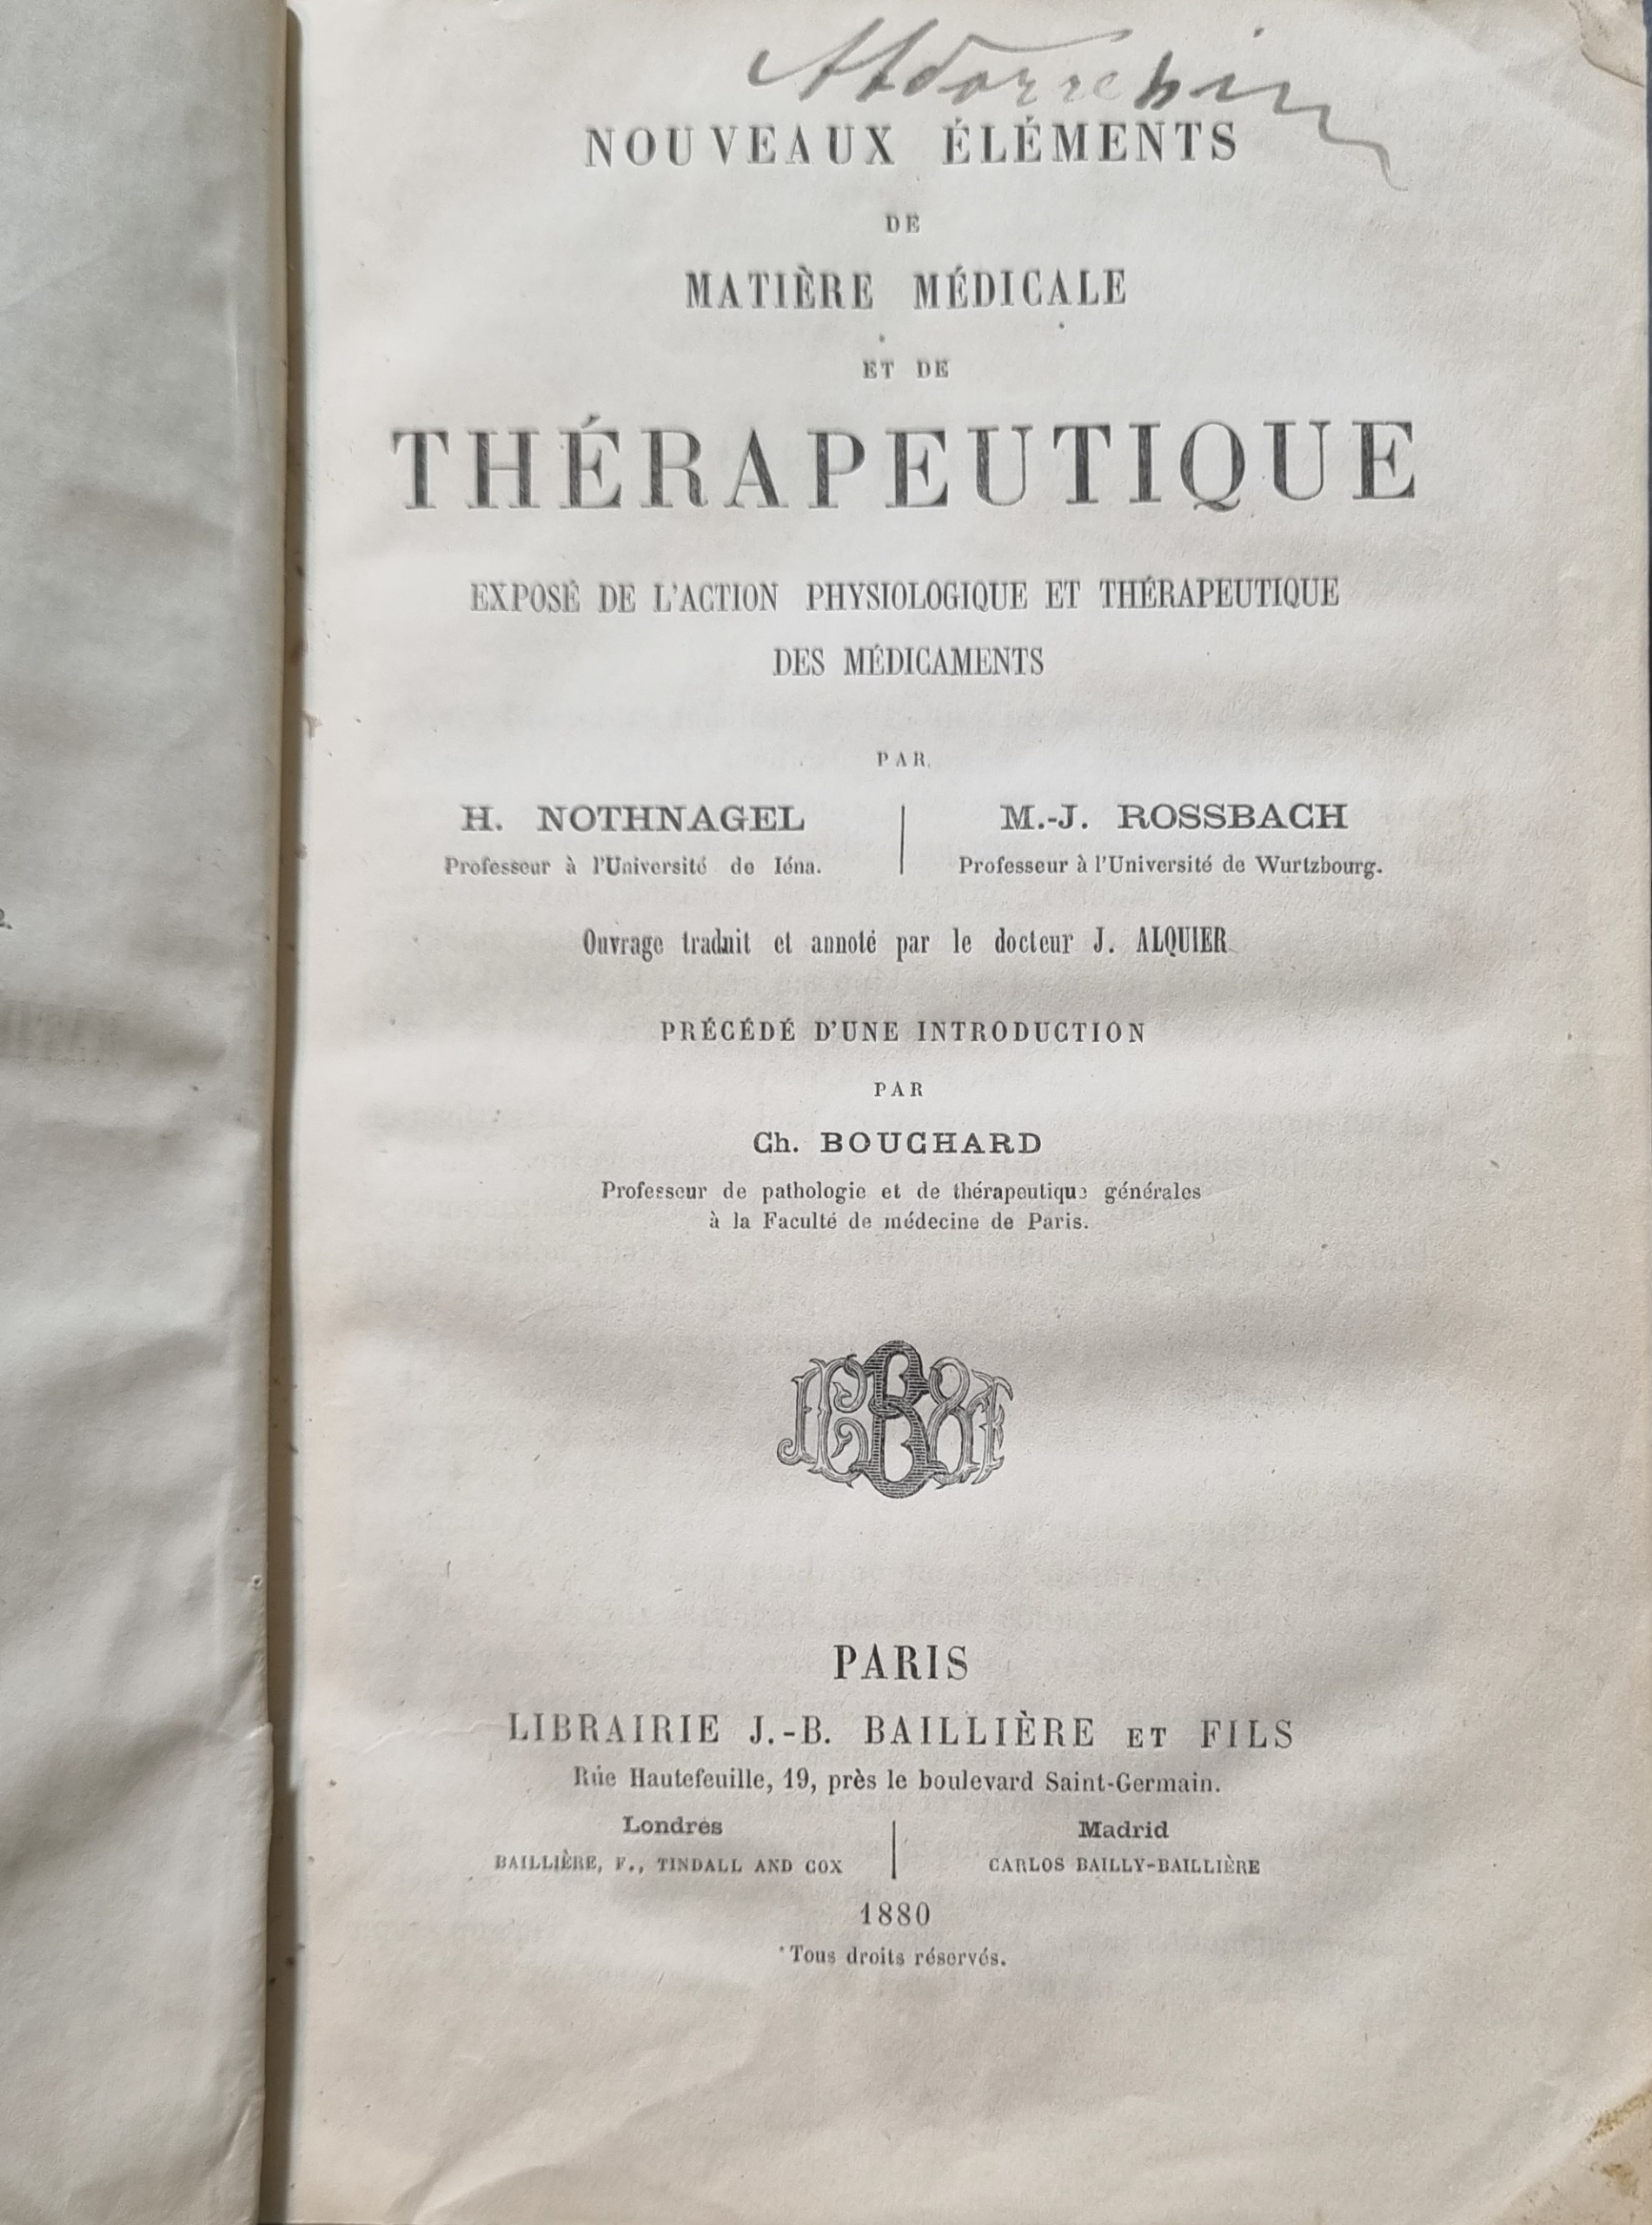 NOUVEAUX ÉLÉMENTS
DE
MATIÈRE MÉDICALE
ET DE
THÉRAPEUTIQUE
EXPOSÉ DE L'ACTION PHYSIOLOGIQUE ET THÉRAPEUTIQUE
DES MÉDICAMENTS
PAR
H. NOTHNAGEL
Professeur à l'Université de Iéna.
M.-J. ROSSBACH
Professeur à l'Université de Wurtzbourg.
Ouvrage traduit et annoté par le docteur J. ALQUIER
PRÉCÉDÉ D'UNE INTRODUCTION
PAR
Ch. BOUCHARD
Professeur de pathologie et de thérapeutique générales
à la Faculté de médecine de Paris.
PARIS
LIBRAIRIE J.-B. BAILLIÈRE ET FILS
Rue Hautefeuille, 19, près le boulevard Saint-Germain.
Londres
BAILLIÈRE, F., TINDALL AND COX
Madrid
CARLOS BAILLY-BAILLIÈRE
1880
Tous droits réservés.